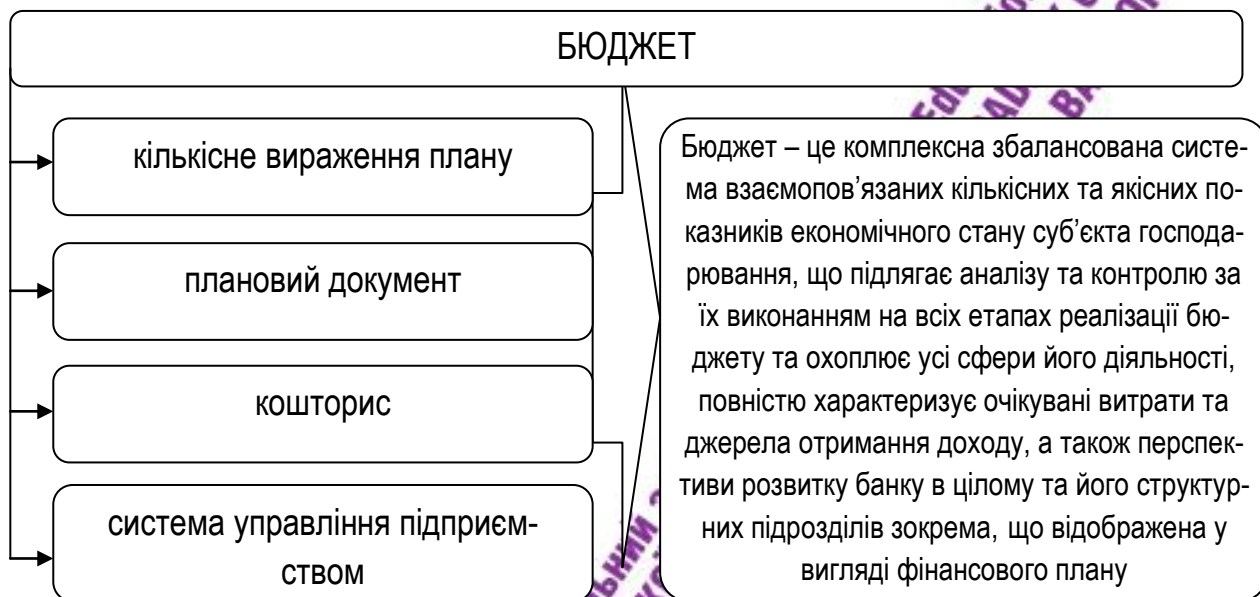 БЮДЖЕТ
кількісне вираження плану
плановий документ
кошторис
система управління підприєм-
ством
Бюджет – це комплексна збалансована систе-
ма взаємопов’язаних кількісних та якісних по-
казників економічного стану суб’єкта господа-
рювання, що підлягає аналізу та контролю за
їх виконанням на всіх етапах реалізації бю-
джету та охоплює усі сфери його діяльності,
повністю характеризує очікувані витрати та
джерела отримання доходу, а також перспек-
тиви розвитку банку в цілому та його структур-
них підрозділів зокрема, що відображена у
вигляді фінансового плану